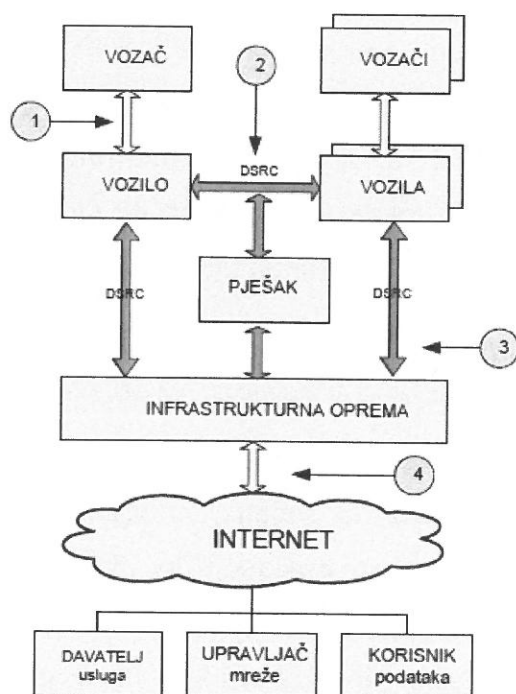 VOZAČ
2
VOZAČI
1
VOZILO
DSRC
VOZILA
DSRC
PJEŠAK
DSRC
3
INFRASTRUKTURNA OPREMA
4
INTERNET
DAVATELJ
usluga
UPRAVLJAČ
mreže
KORISNIK
podataka